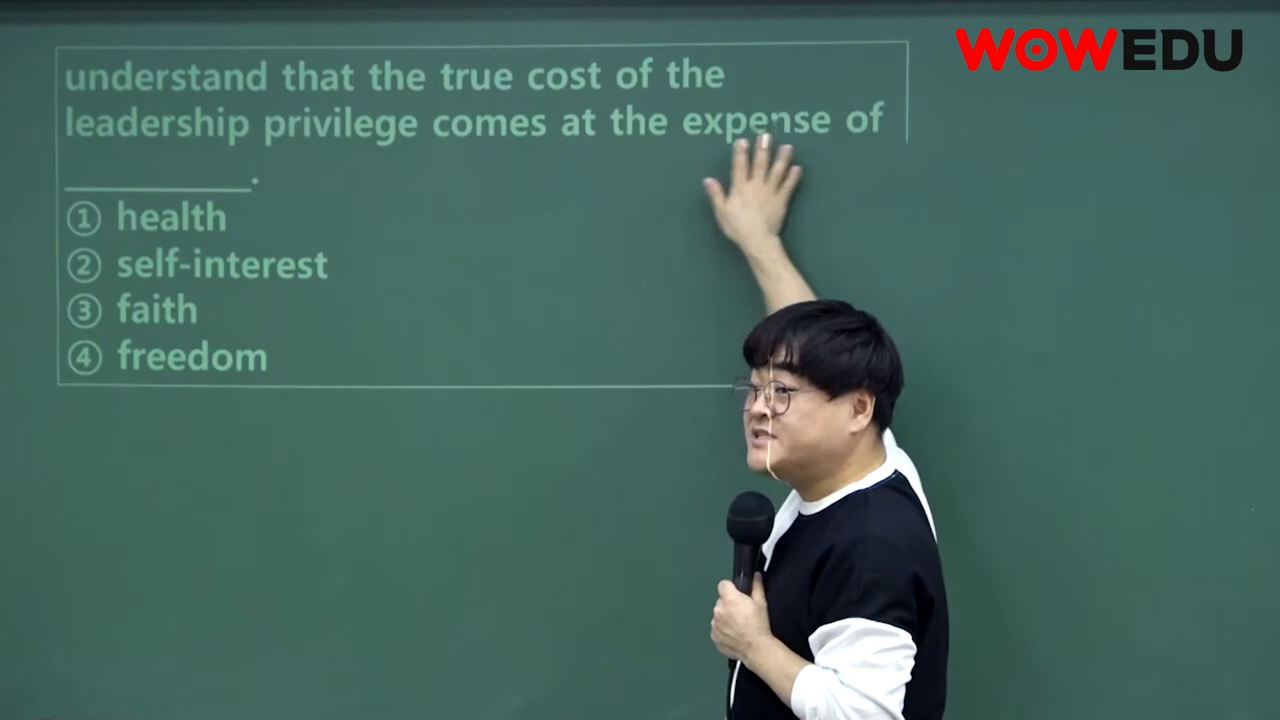 WOWEDU
understand that the true cost of the
leadership privilege comes at the expense of
__________.
① health
② self-interest
③ faith
④ freedom